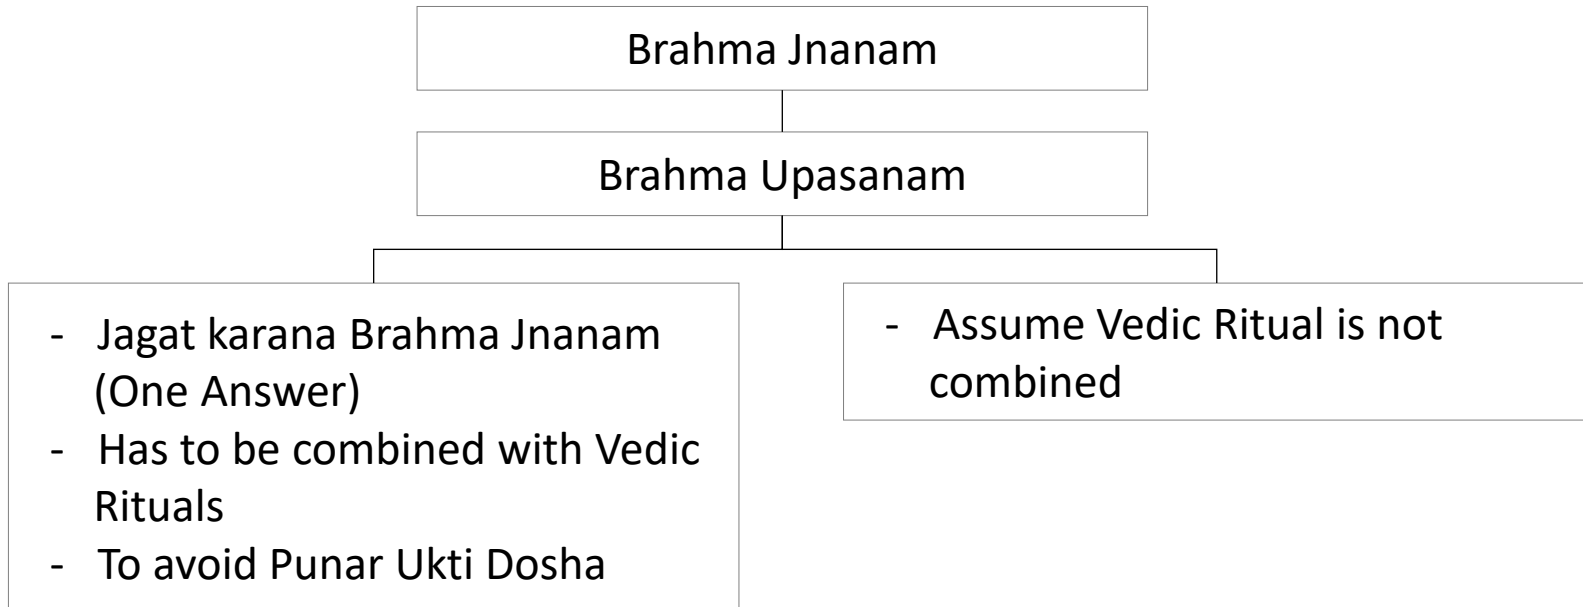 Brahma Jnanam
Brahma Upasanam
- Jagat karana Brahma Jnanam
(One Answer)
- Has to be combined with Vedic
Rituals
- To avoid Punar Ukti Dosha
- Assume Vedic Ritual is not
combined